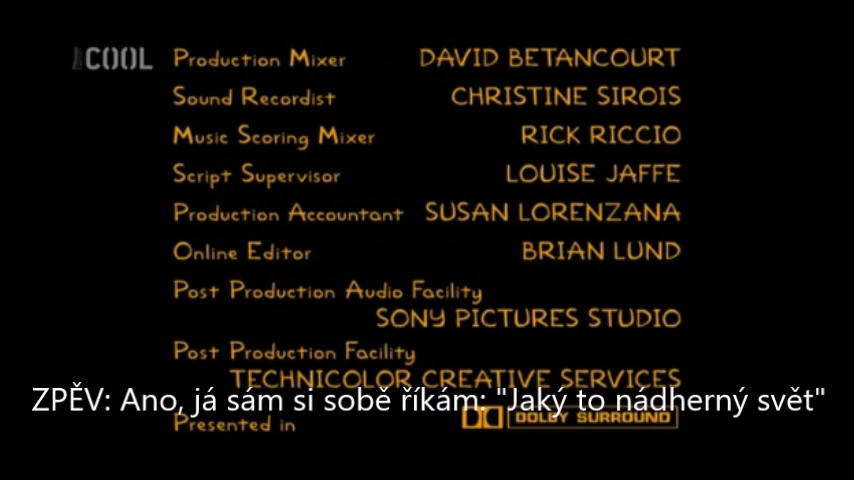 COOL
Production Mixer DAVID BETANCOURT
Sound Recordist CHRISTINE SIROIS
Music Scoring Mixer RICK RICCIO
Script Supervisor LOUISE JAFFE
Production Accountant SUSAN LORENZANA
Online Editor BRIAN LUND
Post Production Audio Facility
SONY PICTURES STUDIO
Post Production Facility
TECHNICOLOR CREATIVE SERVICES
ZPĚV: Ano, já sám si sobě říkám: "Jaký to nádherný svět"
Presented in DOLBY SURROUND